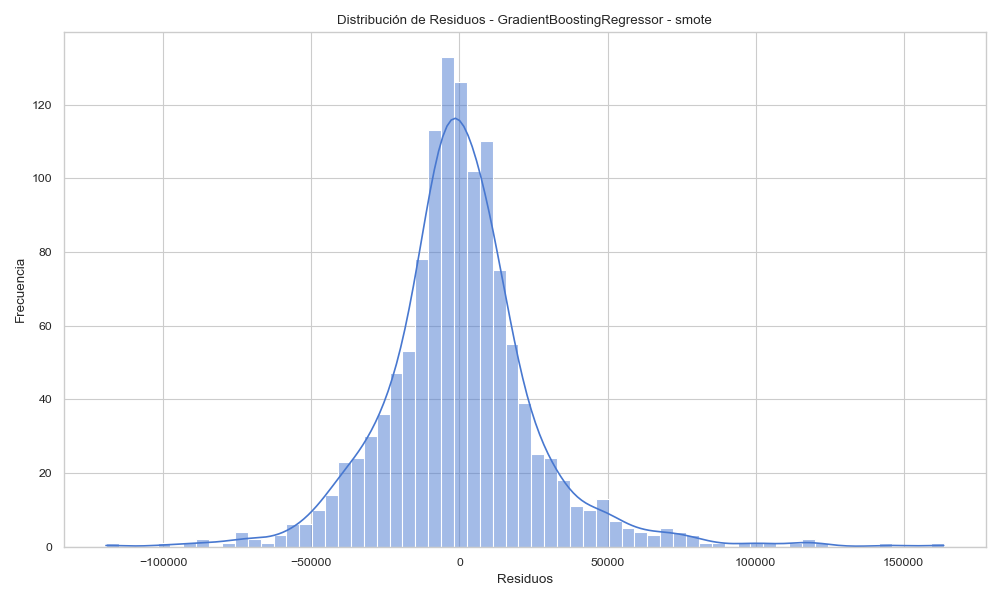 Distribución de Residuos - GradientBoostingRegressor - smote
Frecuencia
120
100
80
60
40
20
0
−100000 −50000 0 50000 100000 150000
Residuos